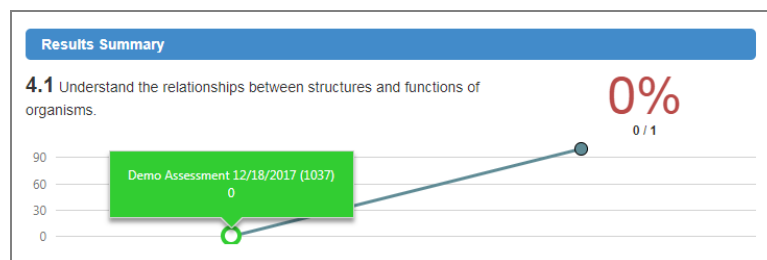 Results Summary
4.1 Understand the relationships between structures and functions of
organisms.
0%
0 / 1
90
60
30
0
Demo Assessment 12/18/2017 (1037)
0